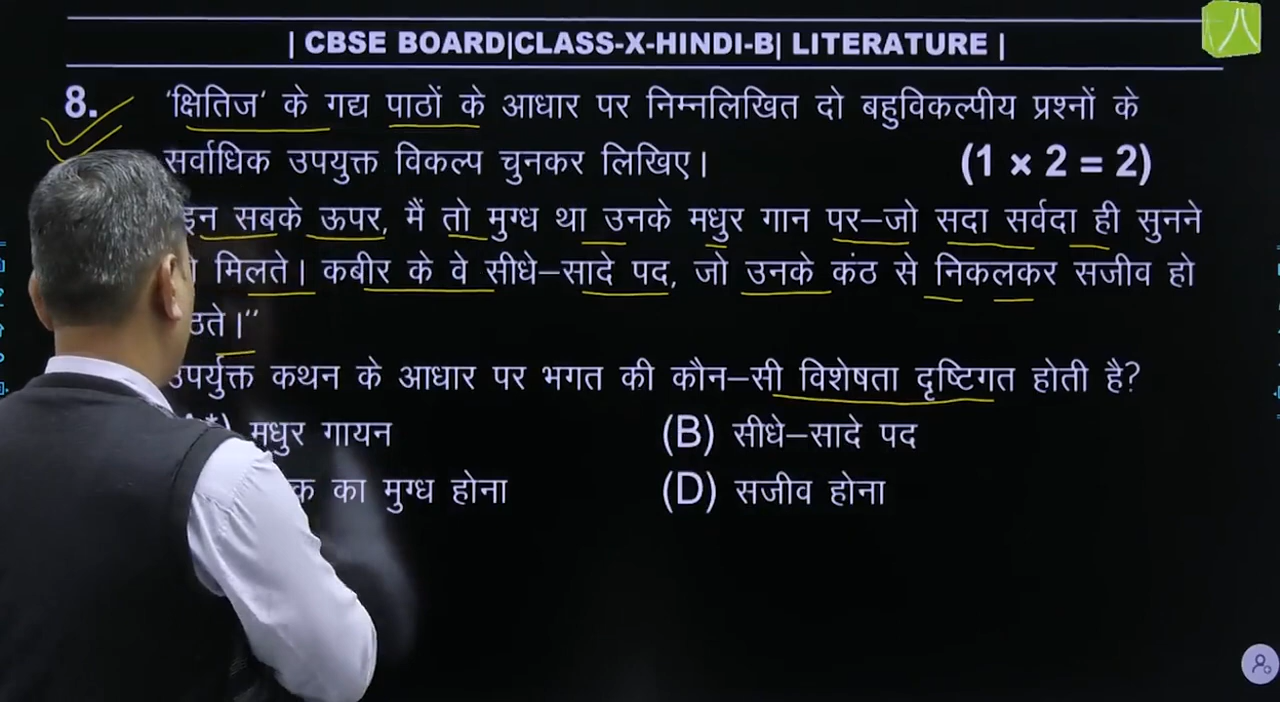 | CBSE BOARD|CLASS-X-HINDI-B| LITERATURE |
8. 'क्षितिज' के गद्य पाठों के आधार पर निम्नलिखित दो बहुविकल्पीय प्रश्नों के
सर्वाधिक उपयुक्त विकल्प चुनकर लिखिए। (1 × 2 = 2)
इन सबके ऊपर, मैं तो मुग्ध था उनके मधुर गान पर–जो सदा सर्वदा ही सुनने
मिलते। कबीर के वे सीधे–सादे पद, जो उनके कंठ से निकलकर सजीव हो
ठते।"
उपर्युक्त कथन के आधार पर भगत की कौन–सी विशेषता दृष्टिगत होती है?
मधुर गायन (B) सीधे–सादे पद
क का मुग्ध होना (D) सजीव होना